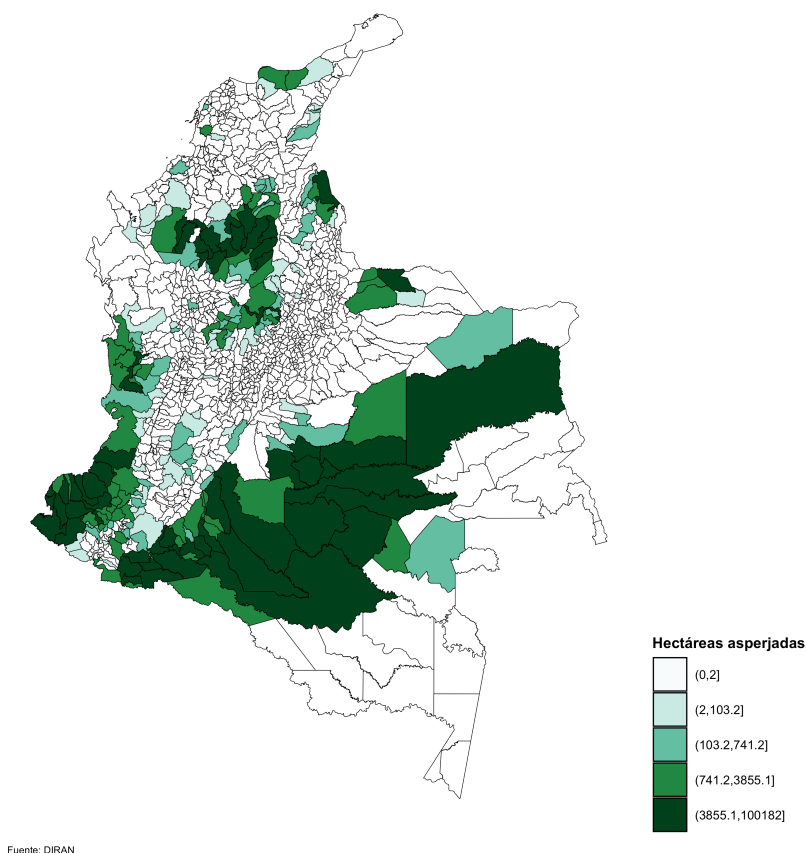 Hectáreas asperjadas
(0,2]
(2,103.2]
(103.2,741.2]
(741.2,3855.1]
(3855.1,100182]
Fuente: DIRAN